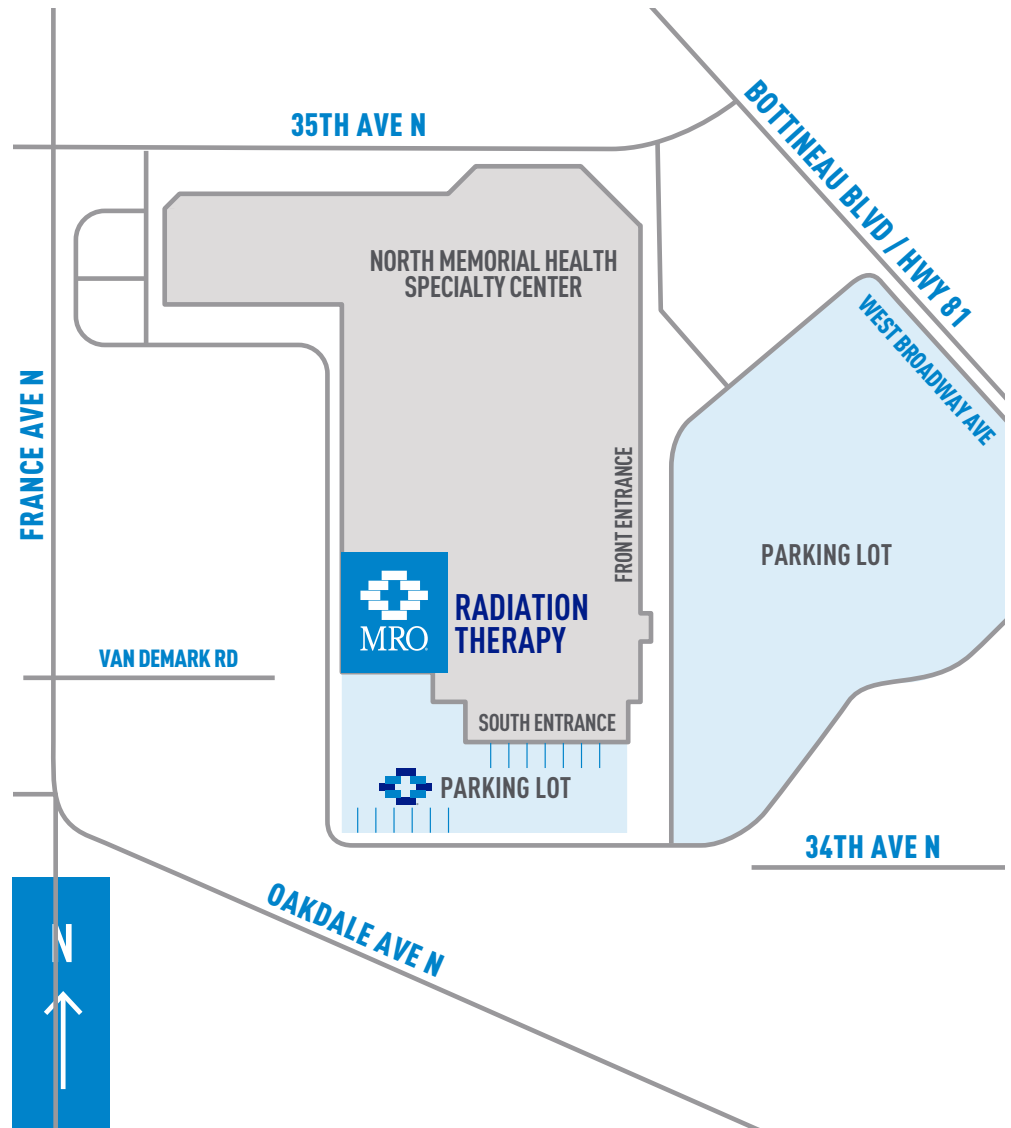 35TH AVE N
BOTTINEAU BLVD / HWY 81
NORTH MEMORIAL HEALTH
SPECIALTY CENTER
WEST BROADWAY AVE
FRANCE AVE N
FRONT ENTRANCE
PARKING LOT
MRO
RADIATION
THERAPY
VAN DEMARK RD
SOUTH ENTRANCE
PARKING LOT
34TH AVE N
OAKDALE AVE N
N